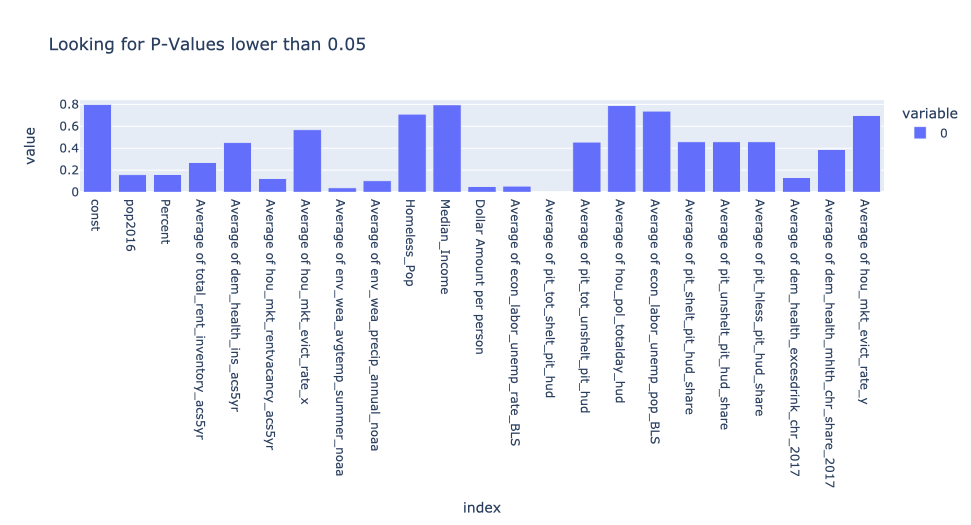 Looking for P-Values lower than 0.05
value
0.8
0.6
0.4
0.2
0
variable
0
const
pop2016
Percent
Average of total_rent_inventory_acs5yr
Average of dem_health_ins_acs5yr
Average of hou_mkt_rentvacancy_acs5yr
Average of hou_mkt_evict_rate_x
Average of env_wea_avgtemp_summer_noaa
Average of env_wea_precip_annual_noaa
Homeless_Pop
Median_Income
Dollar Amount per person
Average of econ_labor_unemp_rate_BLS
Average of pit_tot_shelt_pit_hud
Average of pit_tot_unshelt_pit_hud
Average of hou_pol_totalday_hud
Average of econ_labor_unemp_pop_BLS
Average of pit_shelt_pit_hud_share
Average of pit_unshelt_pit_hud_share
Average of pit_hless_pit_hud_share
Average of dem_health_excesdrink_chr_2017
Average of dem_health_mhlth_chr_share_2017
Average of hou_mkt_evict_rate_y
index